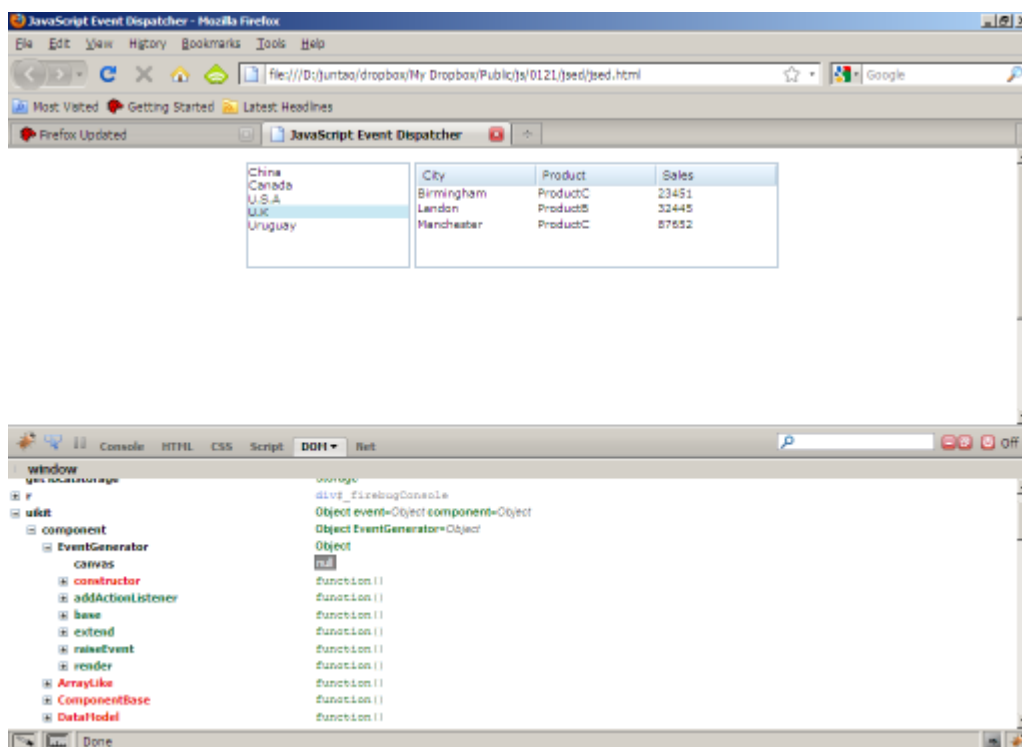 JavaScript Event Dispatcher - Mozilla Firefox
File Edit View History Bookmarks Tools Help
file:///D:/juntao/dropbox/My Dropbox/Public/js/0121/jsed/jsed.html Google
Most Visited Getting Started Latest Headlines
Firefox Updated JavaScript Event Dispatcher
China
Canada
U.S.A
U.K
Uruguay
City Product Sales
Birmingham ProductC 23451
London ProductB 32445
Manchester ProductC 87652
Console HTML CSS Script DOM Net
Off
window
getLocalStorage Storage
r div#_firebugConsole
uikit Object event=Object component=Object
component Object EventGenerator=Object
EventGenerator Object
canvas null
constructor function()
addActionListener function()
base function()
extend function()
raiseEvent function()
render function()
ArrayLike function()
ComponentBase function()
DataModel function()
Done